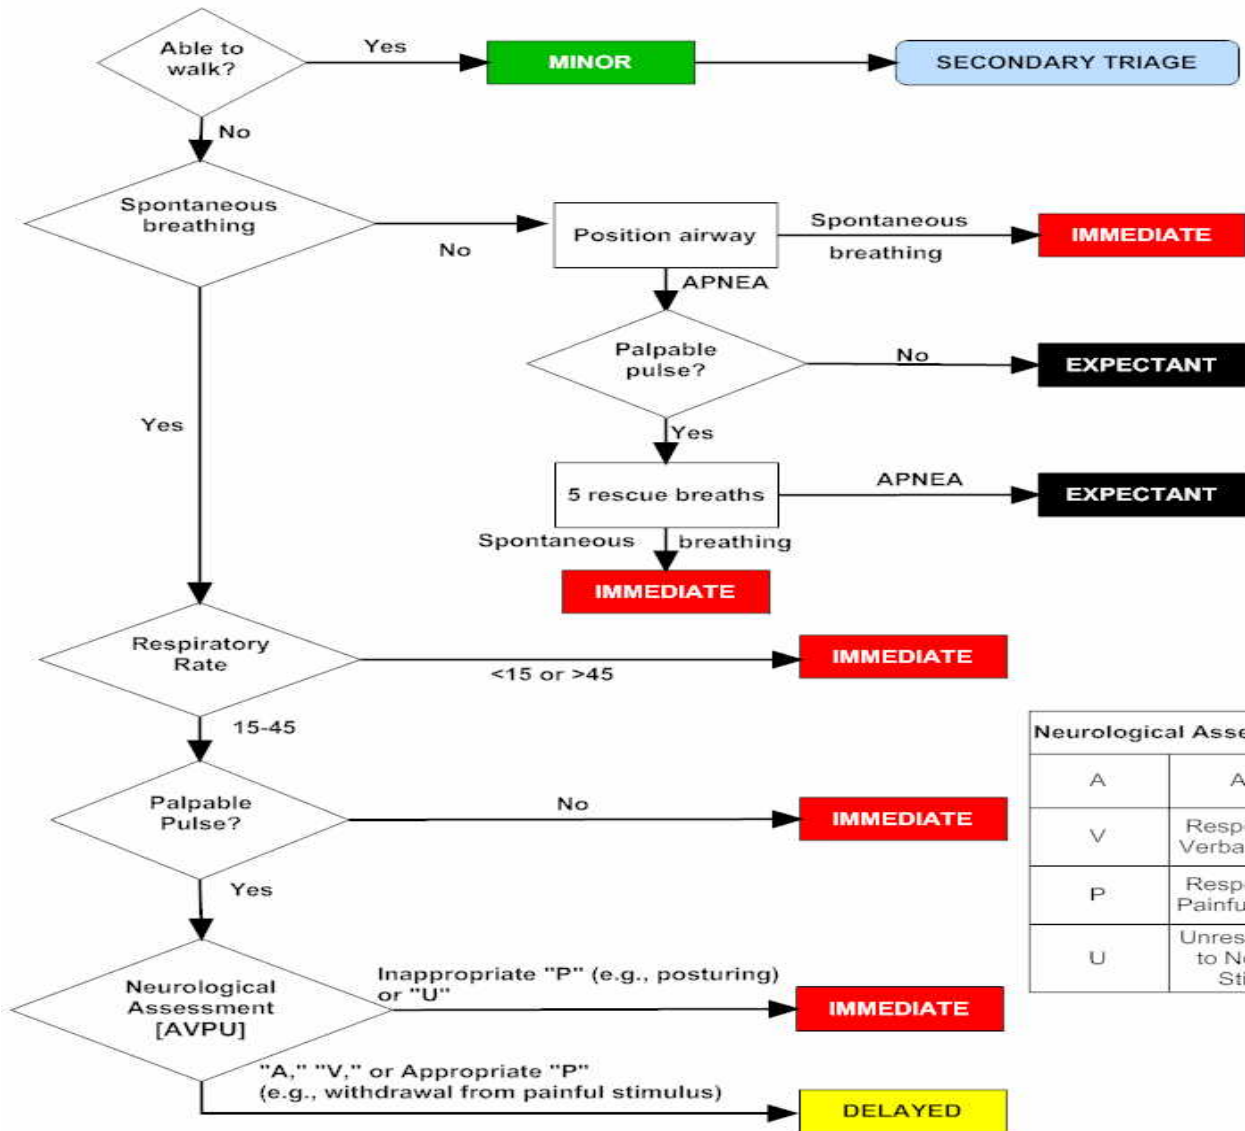 Able to
walk?
Yes
MINOR
SECONDARY TRIAGE
No
Spontaneous
breathing
No
Position airway
Spontaneous
breathing
IMMEDIATE
APNEA
Palpable
pulse?
No
EXPECTANT
Yes
Yes
5 rescue breaths
APNEA
EXPECTANT
Spontaneous breathing
IMMEDIATE
Respiratory
Rate
<15 or >45
IMMEDIATE
15-45
Palpable
Pulse?
No
IMMEDIATE
Yes
Neurological
Assessment
[AVPU]
Inappropriate "P" (e.g., posturing)
or "U"
IMMEDIATE
"A," "V," or Appropriate "P"
(e.g., withdrawal from painful stimulus)
DELAYED
Neurological
A
A
V
P
U
to